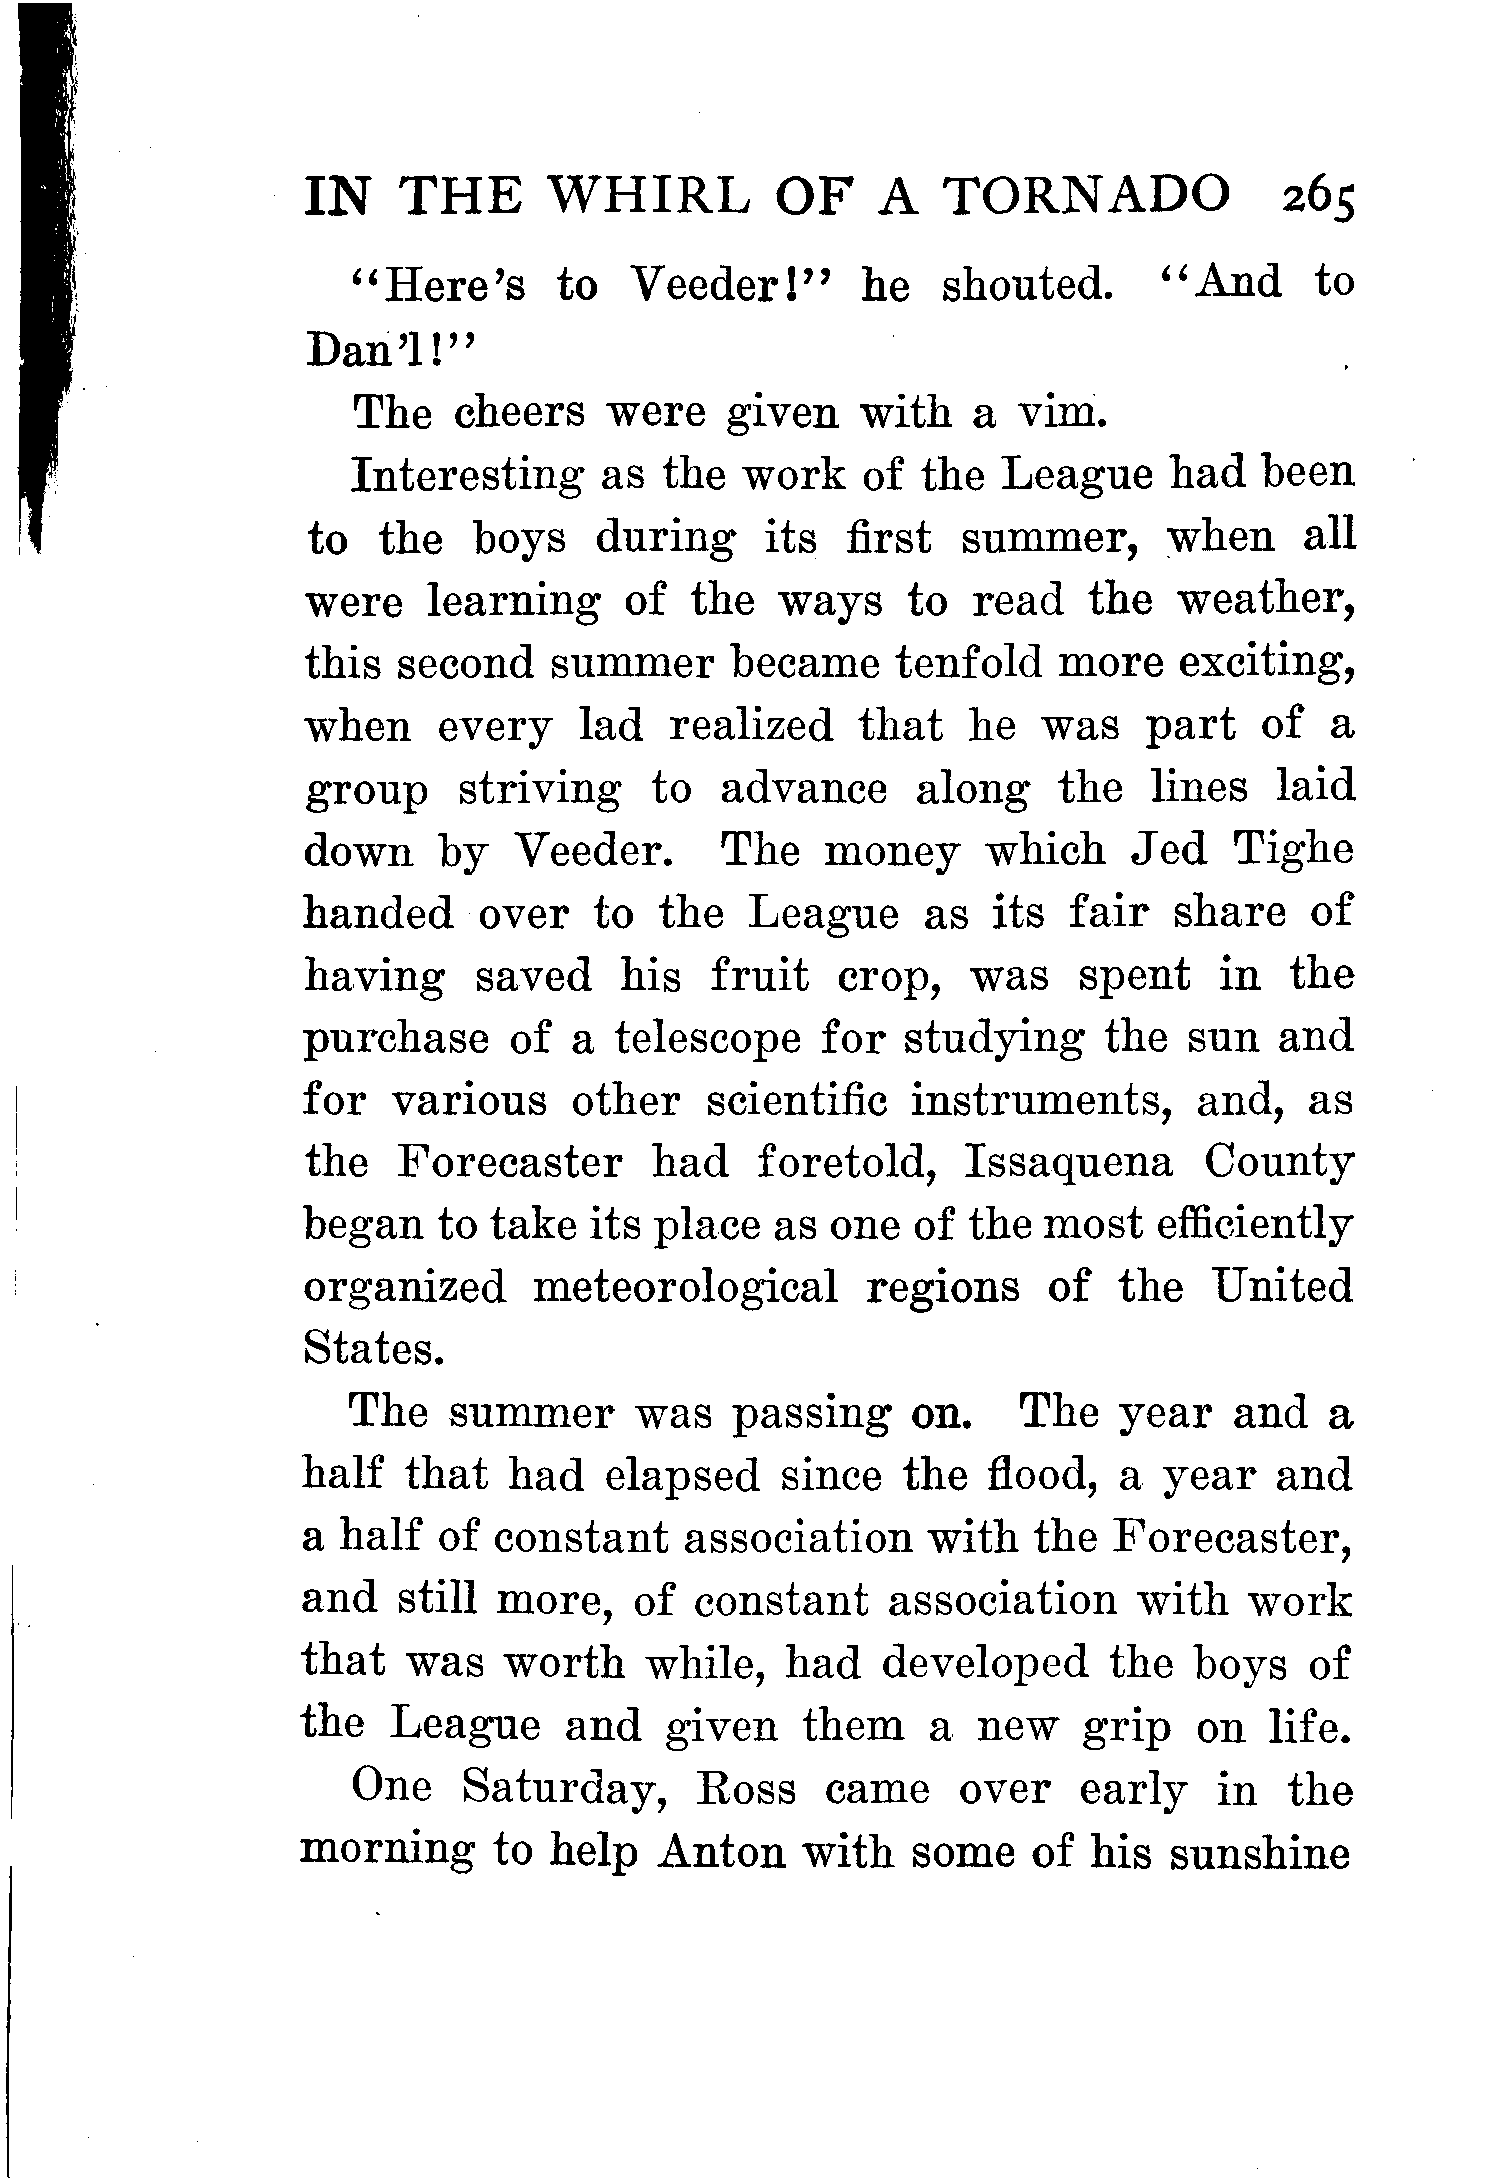 IN THE WHIRL OF A TORNADO 265
“Here’s to Veeder!” he shouted. “And to
Dan’l!”
The cheers were given with a vim.
Interesting as the work of the League had been
to the boys during its first summer, when all
were learning of the ways to read the weather,
this second summer became tenfold more exciting,
when every lad realized that he was part of a
group striving to advance along the lines laid
down by Veeder. The money which Jed Tighe
handed over to the League as its fair share of
having saved his fruit crop, was spent in the
purchase of a telescope for studying the sun and
for various other scientific instruments, and, as
the Forecaster had foretold, Issaquena County
began to take its place as one of the most efficiently
organized meteorological regions of the United
States.
The summer was passing on. The year and a
half that had elapsed since the flood, a year and
a half of constant association with the Forecaster,
and still more, of constant association with work
that was worth while, had developed the boys of
the League and given them a new grip on life.
One Saturday, Ross came over early in the
morning to help Anton with some of his sunshine